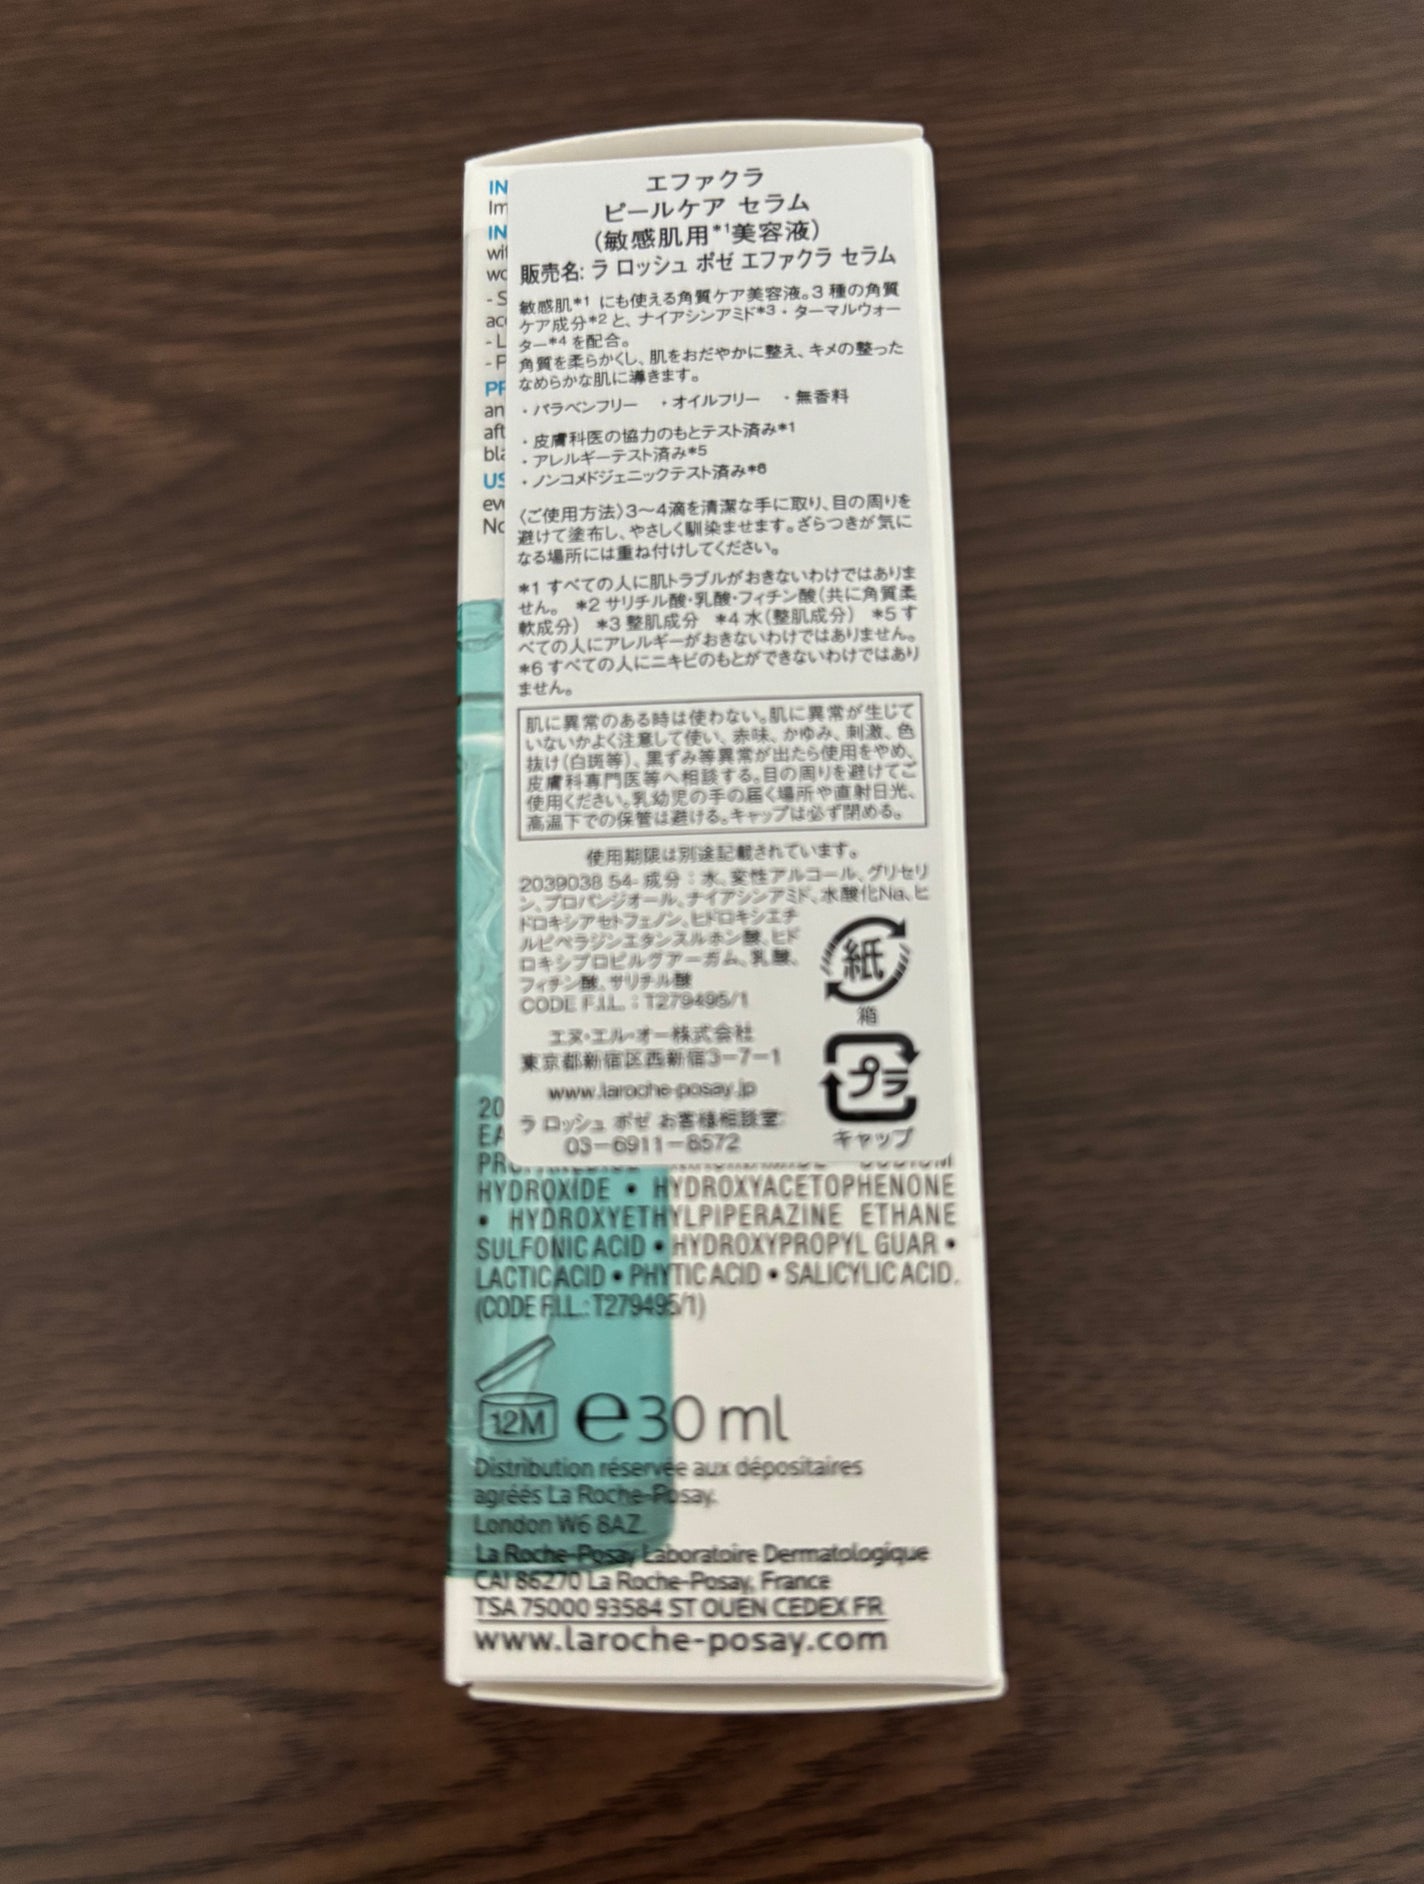 エファクラ
ピールケア セラム
(敏感肌用*1美容液)
販売名: ラ ロッシュ ポゼ エファクラ セラム
敏感肌*1 にも使える角質ケア美容液。3 種の角質
ケア成分*2 と、ナイアシンアミド*3・ターマルウォー
ター*4 を配合。
角質を柔らかくし、肌をおだやかに整え、キメの整った
なめらかな肌に導きます。
・パラベンフリー ・オイルフリー ・無香料
・皮膚科医の協力のもとテスト済み*1
・アレルギーテスト済み*5
・ノンコメドジェニックテスト済み*6
〈ご使用方法〉3〜4滴を清潔な手に取り、目の周りを
避けて塗布し、やさしく馴染ませます。ざらつきが気に
なる場所には重ね付けしてください。
*1 すべての人に肌トラブルがおきないわけではありま
せん。 *2 サリチル酸・乳酸・フィチン酸(共に角質柔
軟成分) *3 整肌成分 *4 水(整肌成分) *5 す
べての人にアレルギーがおきないわけではありません。
*6 すべての人にニキビのもとができないわけではあり
ません。
肌に異常のある時は使わない。肌に異常が生じて
いないかよく注意して使い、赤味、かゆみ、刺激、色
抜け(白斑等)、黒ずみ等異常が出たら使用をやめ、
皮膚科専門医等へ相談する。目の周りを避けてご
使用ください。乳幼児の手の届く場所や直射日光、
高温下での保管は避ける。キャップは必ず閉める。
使用期限は別途記載されています。
2039038 54- 成分：水、変性アルコール、グリセリ
ン、プロパンジオール、ナイアシンアミド、水酸化Na、ヒ
ドロキシアセトフェノン、ヒドロキシエチ
ルピペラジンエタンスルホン酸、ヒド
ロキシプロピルグアーガム、乳酸、
フィチン酸、サリチル酸
CODE F.I.L.：T279495/1
エヌ・エル・オー株式会社
東京都新宿区西新宿3-7-1
www.laroche-posay.jp
ラ ロッシュ ポゼ お客様相談室:
03-6911-8572
紙
箱
プラ
キャップ
HYDROXIDE • HYDROXYACETOPHENONE
• HYDROXYETHYLPIPERAZINE ETHANE
SULFONIC ACID • HYDROXYPROPYL GUAR •
LACTIC ACID • PHYTIC ACID • SALICYLIC ACID.
(CODE F.I.L.: T279495/1)
12M e 30 ml
Distribution réservée aux dépositaires
agréés La Roche-Posay.
London W6 8AZ.
La Roche-Posay Laboratoire Dermatologique
CAI 86270 La Roche-Posay, France
TSA 75000 93584 ST OUEN CEDEX FR
www.laroche-posay.com